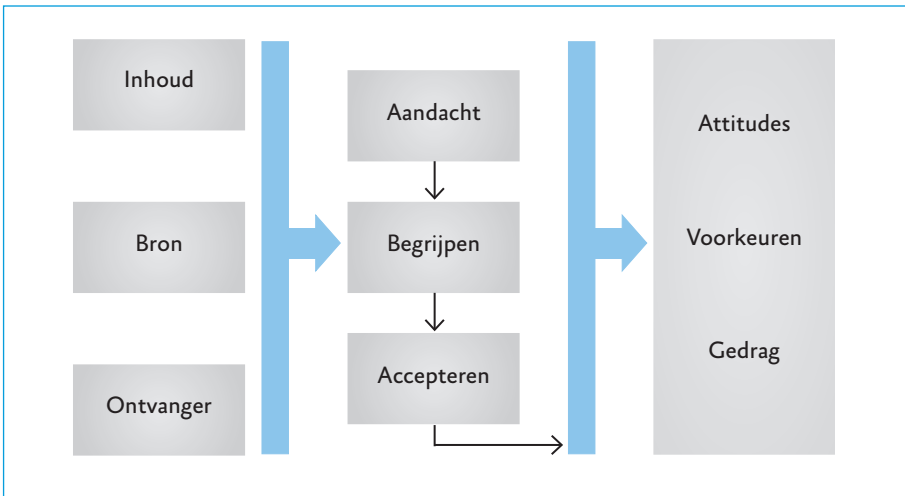 Inhoud
Bron
Ontvanger
Aandacht
Begrijpen
Accepteren
Attitudes
Voorkeuren
Gedrag